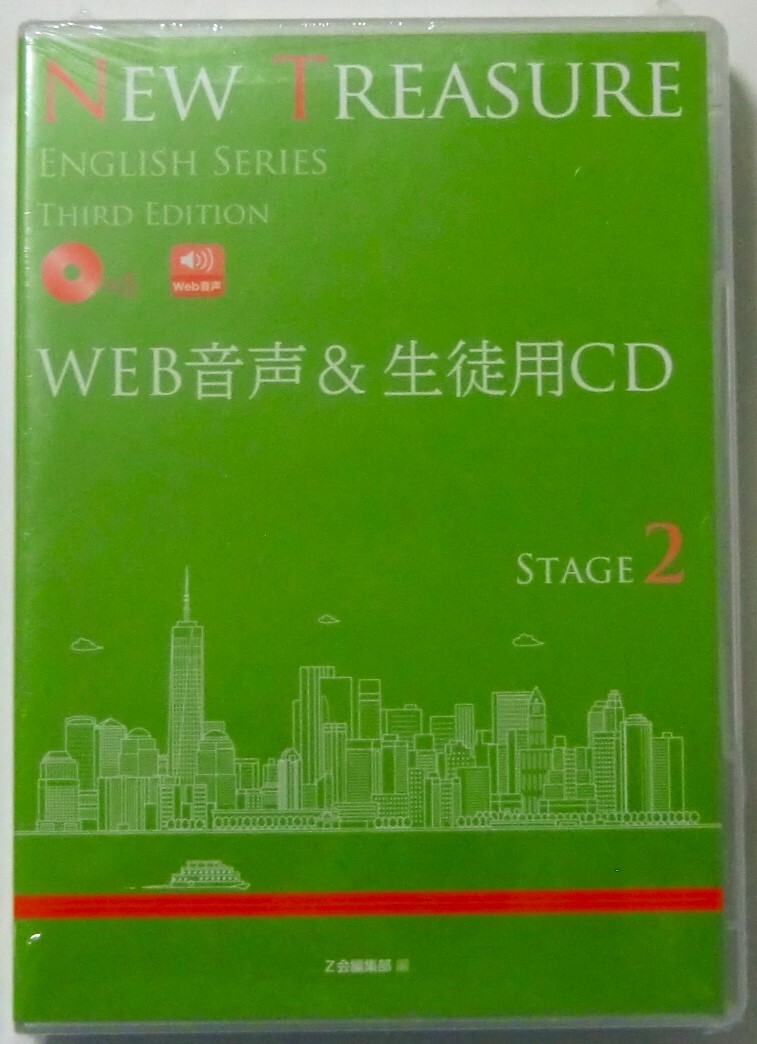 NEW TREASURE
ENGLISH SERIES
THIRD EDITION
Web音声
WEB音声 & 生徒用CD
STAGE 2
Z会編集部